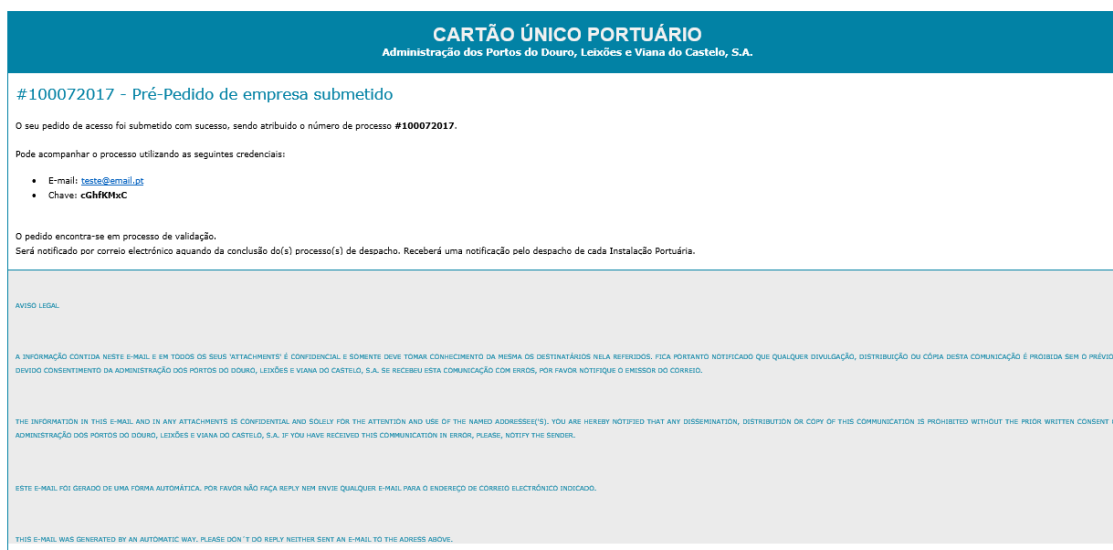 CARTÃO ÚNICO PORTUÁRIO
Administração dos Portos do Douro, Leixões e Viana do Castelo, S.A.
#100072017 - Pré-Pedido de empresa submetido
O seu pedido de acesso foi submetido com sucesso, sendo atribuido o número de processo #100072017.
Pode acompanhar o processo utilizando as seguintes credenciais:
• E-mail: teste@email.pt
• Chave: cGhfKMxC
O pedido encontra-se em processo de validação.
Será notificado por correio electrónico aquando da conclusão do(s) processo(s) de despacho. Receberá uma notificação pelo despacho de cada Instalação Portuária.
AVISO LEGAL
A INFORMAÇÃO CONTIDA NESTE E-MAIL E EM TODOS OS SEUS 'ATTACHMENTS' É CONFIDENCIAL E SOMENTE DEVE TOMAR CONHECIMENTO DA MESMA OS DESTINATÁRIOS NELA REFERIDOS. FICA PORTANTO NOTIFICADO QUE QUALQUER DIVULGAÇÃO, DISTRIBUIÇÃO OU CÓPIA DESTA COMUNICAÇÃO É PROIBIDA SEM O PRÉVIO
DEVIDO CONSENTIMENTO DA ADMINISTRAÇÃO DOS PORTOS DO DOURO, LEIXÕES E VIANA DO CASTELO, S.A. SE RECEBEU ESTA COMUNICAÇÃO COM ERROS, POR FAVOR NOTIFIQUE O EMISSOR DO CORREIO.
THE INFORMATION IN THIS E-MAIL AND IN ANY ATTACHMENTS IS CONFIDENTIAL AND SOLELY FOR THE ATTENTION AND USE OF THE NAMED ADDRESSEE('S). YOU ARE HEREBY NOTIFIED THAT ANY DISSEMINATION, DISTRIBUTION OR COPY OF THIS COMMUNICATION IS PROHIBITED WITHOUT THE PRIOR WRITTEN CONSENT
ADMINISTRAÇÃO DOS PORTOS DO DOURO, LEIXÕES E VIANA DO CASTELO, S.A. IF YOU HAVE RECEIVED THIS COMMUNICATION IN ERROR, PLEASE, NOTIFY THE SENDER.
ESTE E-MAIL FOI GERADO DE UMA FORMA AUTOMÁTICA. POR FAVOR NÃO FAÇA REPLY NEM ENVIE QUALQUER E-MAIL PARA O ENDEREÇO DE CORREIO ELECTRÓNICO INDICADO.
THIS E-MAIL WAS GENERATED BY AN AUTOMATIC WAY. PLEASE DON´T DO REPLY NEITHER SENT AN E-MAIL TO THE ADRESS ABOVE.